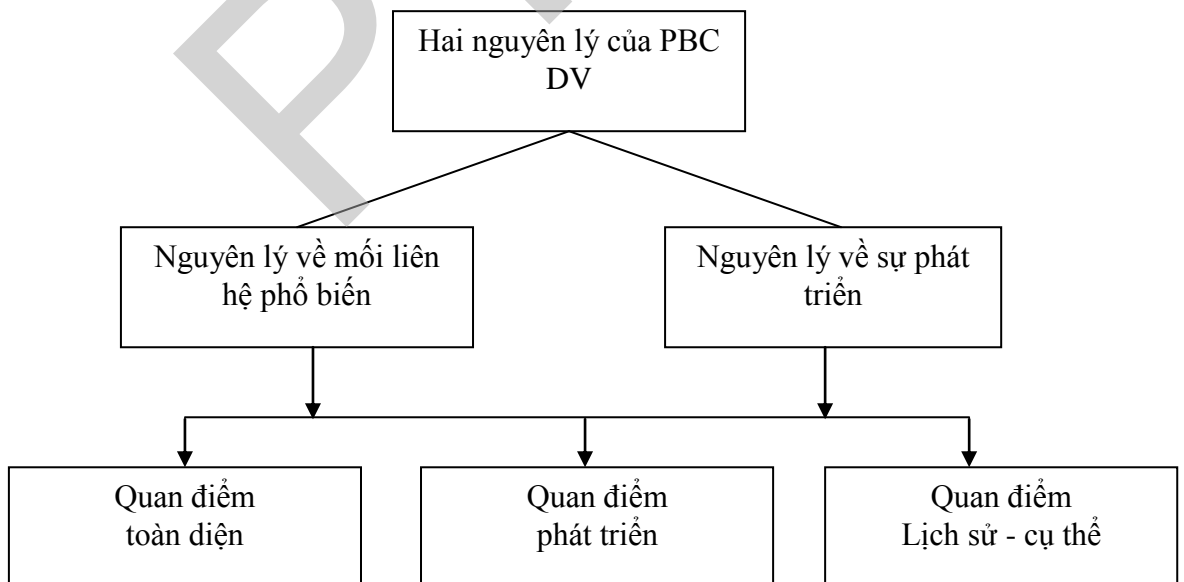 Hai nguyên lý của PBC
DV
Nguyên lý về mối liên
hệ phổ biến
Nguyên lý về sự phát
triển
Quan điểm
toàn diện
Quan điểm
phát triển
Quan điểm
Lịch sử - cụ thể